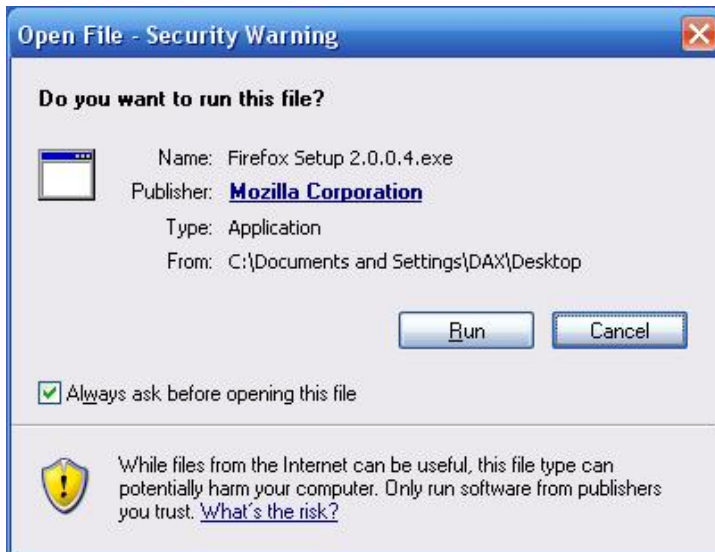 Open File - Security Warning
Do you want to run this file?
Name: Firefox Setup 2.0.0.4.exe
Publisher: Mozilla Corporation
Type: Application
From: C:\Documents and Settings\DAX\Desktop
Run Cancel
Always ask before opening this file
While files from the Internet can be useful, this file type can
potentially harm your computer. Only run software from publishers
you trust. What's the risk?